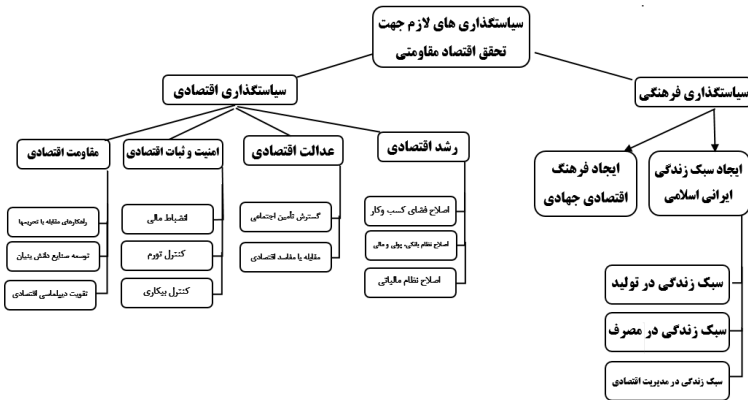 سیاستگذاری های لازم جهت
تحقق اقتصاد مقاومتی
سیاستگذاری فرهنگی
سیاستگذاری اقتصادی
ایجاد سبک زندگی
ایرانی اسلامی
ایجاد فرهنگ
اقتصادی جهادی
رشد اقتصادی
عدالت اقتصادی
امنیت و ثبات اقتصادی
مقاومت اقتصادی
سبک زندگی در تولید
سبک زندگی در مصرف
سبک زندگی در مدیریت اقتصادی
اصلاح فضای کسب وکار
اصلاح نظام بانکی، پولی و مالی
اصلاح نظام مالیاتی
گسترش تأمین اجتماعی
مقابله با مفاسد اقتصادی
انضباط مالی
کنترل تورم
کنترل بیکاری
راهکارهای مقابله با تحریمها
توسعه صنایع دانش بنیان
تقویت دیپلماسی اقتصادی